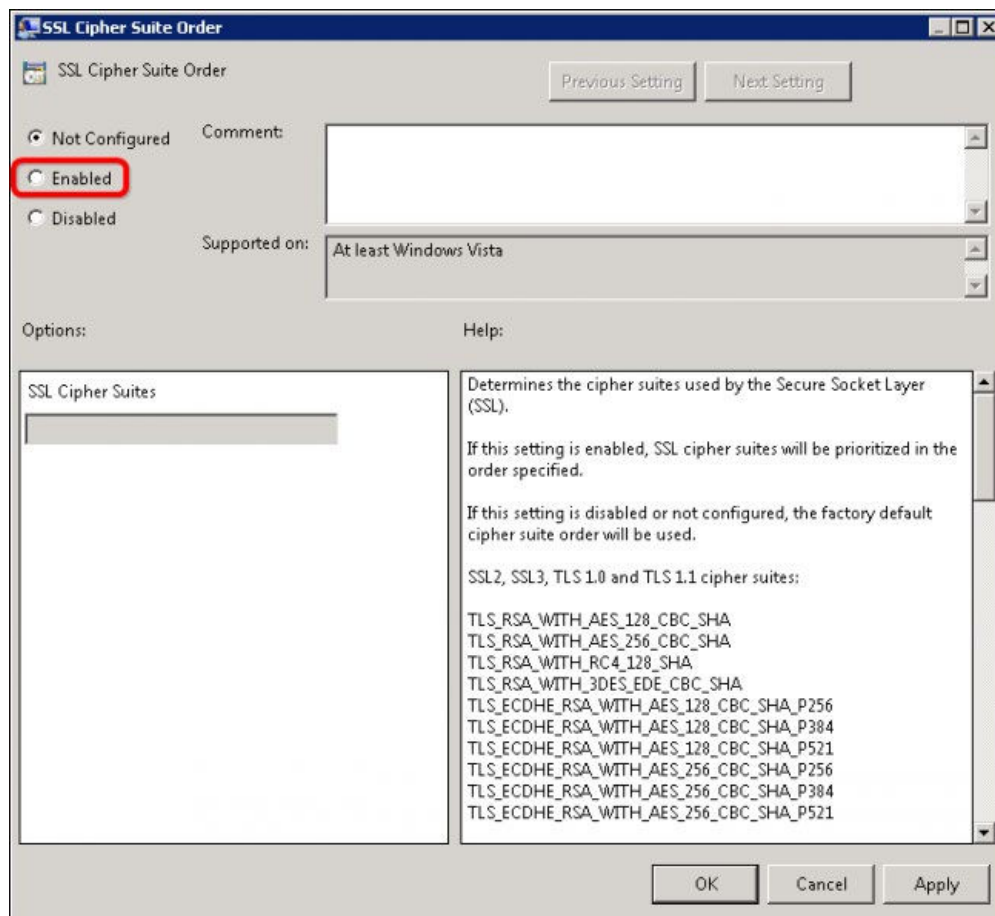 SSL Cipher Suite Order
SSL Cipher Suite Order
Previous Setting
Next Setting
Not Configured
Comment:
Enabled
Disabled
Supported on:
At least Windows Vista
Options:
Help:
SSL Cipher Suites
Determines the cipher suites used by the Secure Socket Layer
(SSL).
If this setting is enabled, SSL cipher suites will be prioritized in the
order specified.
If this setting is disabled or not configured, the factory default
cipher suite order will be used.
SSL2, SSL3, TLS 1.0 and TLS 1.1 cipher suites:
TLS_RSA_WITH_AES_128_CBC_SHA
TLS_RSA_WITH_AES_256_CBC_SHA
TLS_RSA_WITH_RC4_128_SHA
TLS_RSA_WITH_3DES_EDE_CBC_SHA
TLS_ECDHE_RSA_WITH_AES_128_CBC_SHA_P256
TLS_ECDHE_RSA_WITH_AES_128_CBC_SHA_P384
TLS_ECDHE_RSA_WITH_AES_128_CBC_SHA_P521
TLS_ECDHE_RSA_WITH_AES_256_CBC_SHA_P256
TLS_ECDHE_RSA_WITH_AES_256_CBC_SHA_P384
TLS_ECDHE_RSA_WITH_AES_256_CBC_SHA_P521
OK
Cancel
Apply